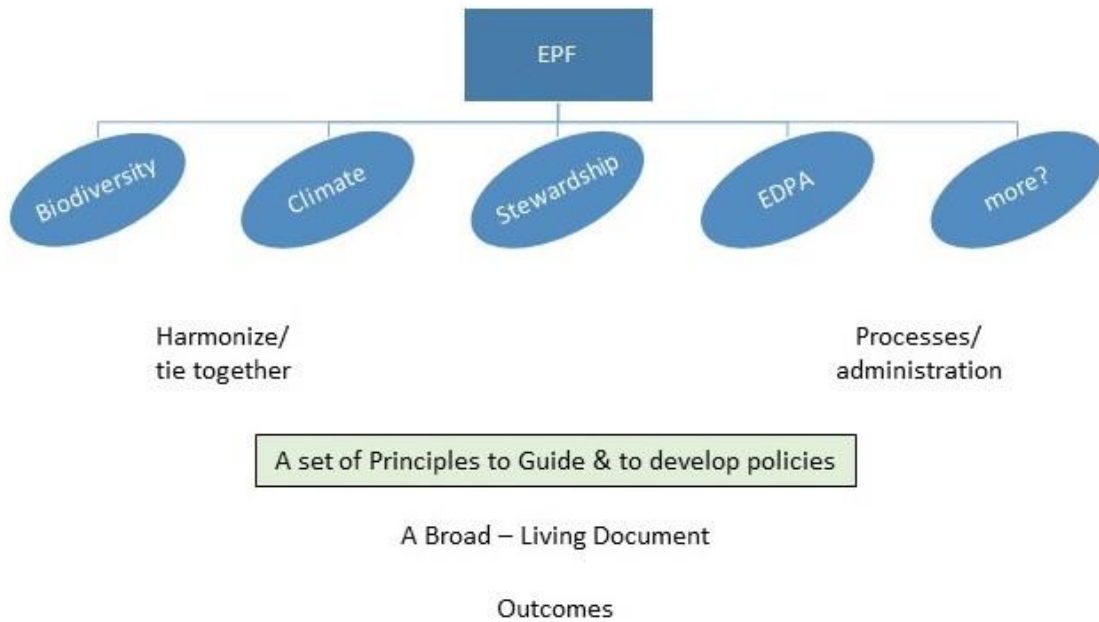 EPF
Biodiversity
Climate
Stewardship
EDPA
more?
Harmonize/
tie together
Processes/
administration
A set of Principles to Guide & to develop policies
A Broad – Living Document
Outcomes